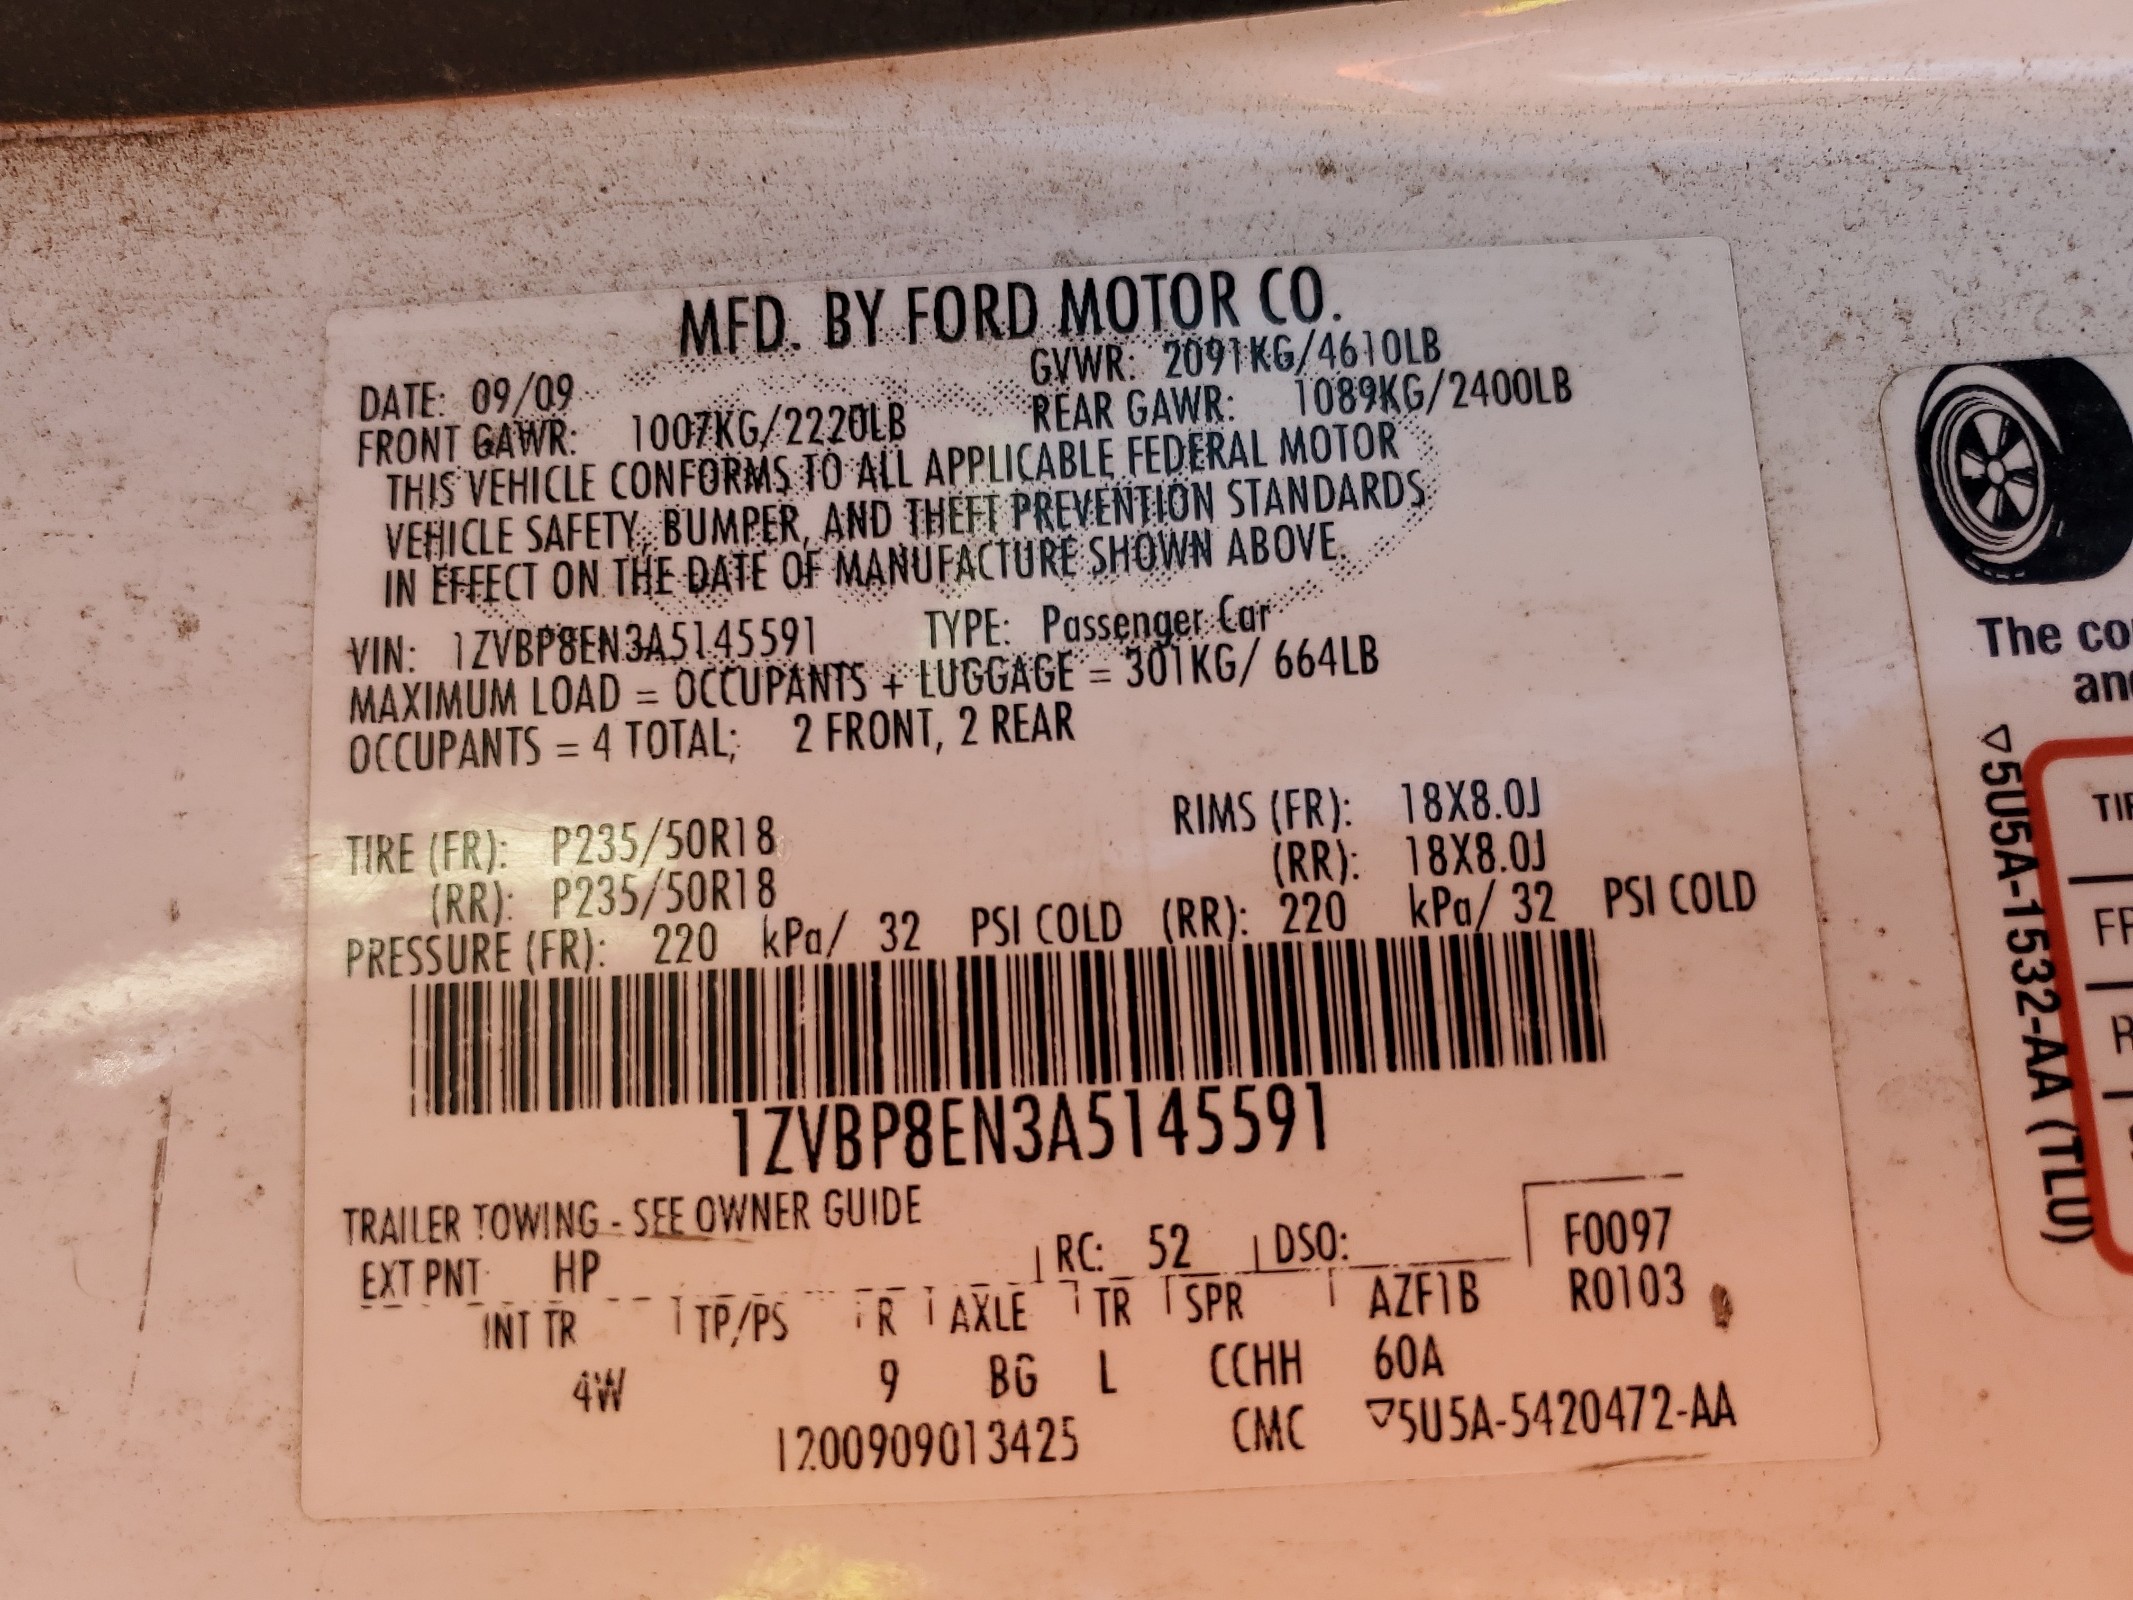 MFD. BY FORD MOTOR CO.
DATE: 09/09 GVWR: 2091KG/4610LB
FRONT GAWR: 1007KG/2220LB REAR GAWR: 1089KG/2400LB
THIS VEHICLE CONFORMS TO ALL APPLICABLE FEDERAL MOTOR
VEHICLE SAFETY, BUMPER, AND THEFT PREVENTION STANDARDS
IN EFFECT ON THE DATE OF MANUFACTURE SHOWN ABOVE.
VIN: 1ZVBP8EN3A5145591 TYPE: Passenger Car
MAXIMUM LOAD = OCCUPANTS + LUGGAGE = 301KG/ 664LB
OCCUPANTS = 4 TOTAL; 2 FRONT, 2 REAR
TIRE (FR): P235/50R18 RIMS (FR): 18X8.0J
(RR): P235/50R18 (RR): 18X8.0J
PRESSURE (FR): 220 kPa/ 32 PSI COLD (RR): 220 kPa/ 32 PSI COLD
1ZVBP8EN3A5145591
TRAILER TOWING - SEE OWNER GUIDE
EXT PNT HP RC: 52 DSO: F0097
INT TR TP/PS R AXLE TR SPR AZF1B R0103
4W 9 BG L CCHH 60A
1200909013425 CMC ▽5U5A-5420472-AA
The
▽5U5A-1532-AA (TLU)